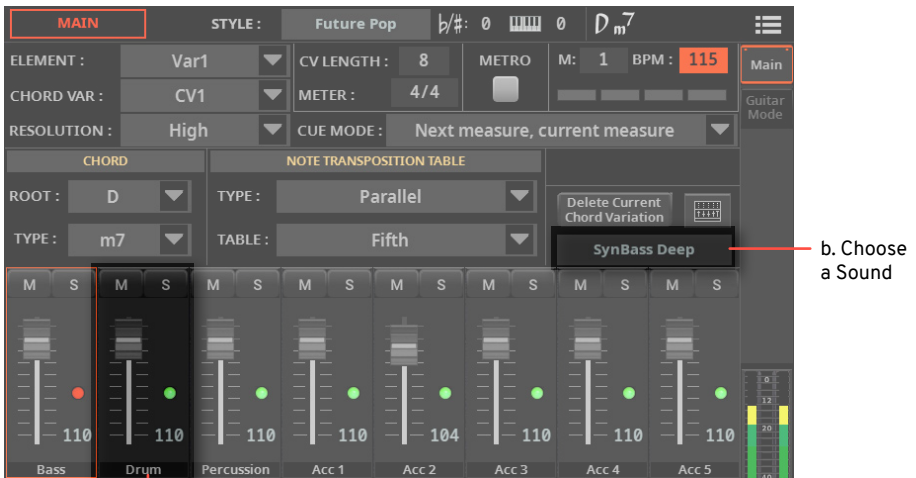 MAIN STYLE : Future Pop b/#: 0 0 Dm7
ELEMENT : Var1 CV LENGTH : 8 METRO M: 1 BPM : 115 Main
CHORD VAR : CV1 METER : 4/4 Guitar
Mode
RESOLUTION : High CUE MODE : Next measure, current measure
CHORD NOTE TRANSPOSITION TABLE
ROOT : D TYPE : Parallel Delete Current
Chord Variation
TYPE : m7 TABLE : Fifth SynBass Deep b. Choose
a Sound
M S M S M S M S M S M S M S M S
0
12
20
110 110 110 110 104 110 110 110
Bass Drum Percussion Acc 1 Acc 2 Acc 3 Acc 4 Acc 5 40